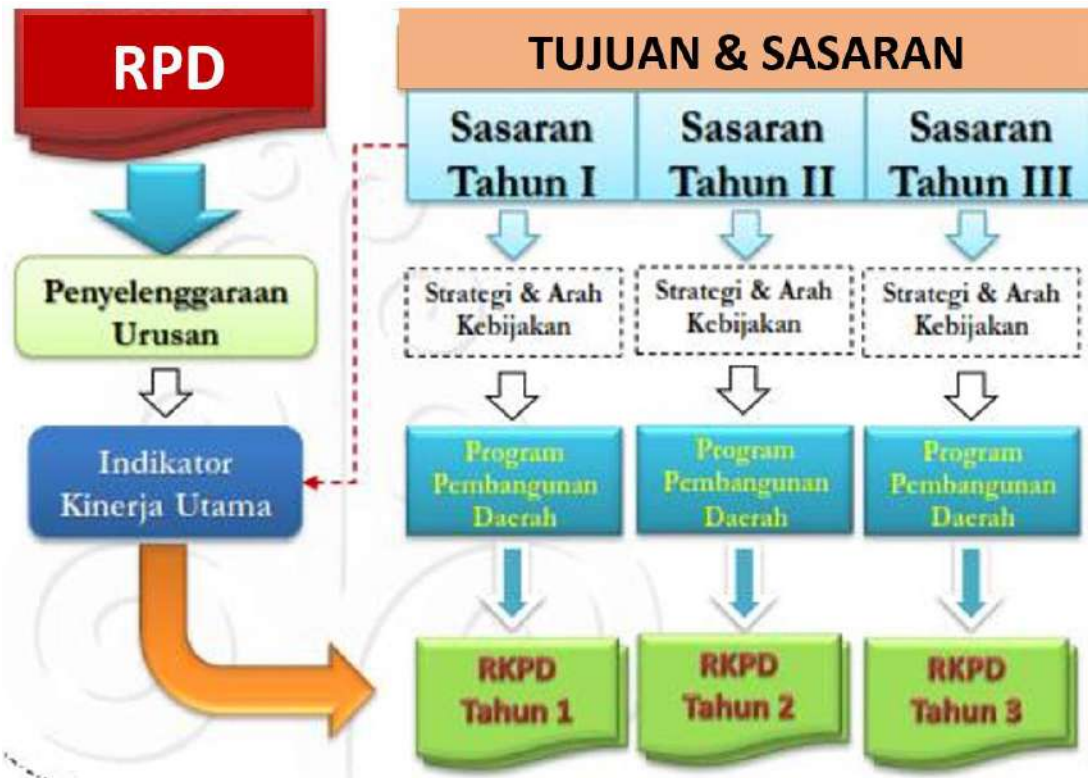 RPD
Penyelenggaraan
Urusan
Indikator
Kinerja Utama
TUJUAN & SASARAN
Sasaran
Tahun I
Sasaran
Tahun II
Sasaran
Tahun III
Strategi & Arah
Kebijakan
Strategi & Arah
Kebijakan
Strategi & Arah
Kebijakan
Program
Pembangunan
Daerah
Program
Pembangunan
Daerah
Program
Pembangunan
Daerah
RKPD
Tahun 1
RKPD
Tahun 2
RKPD
Tahun 3